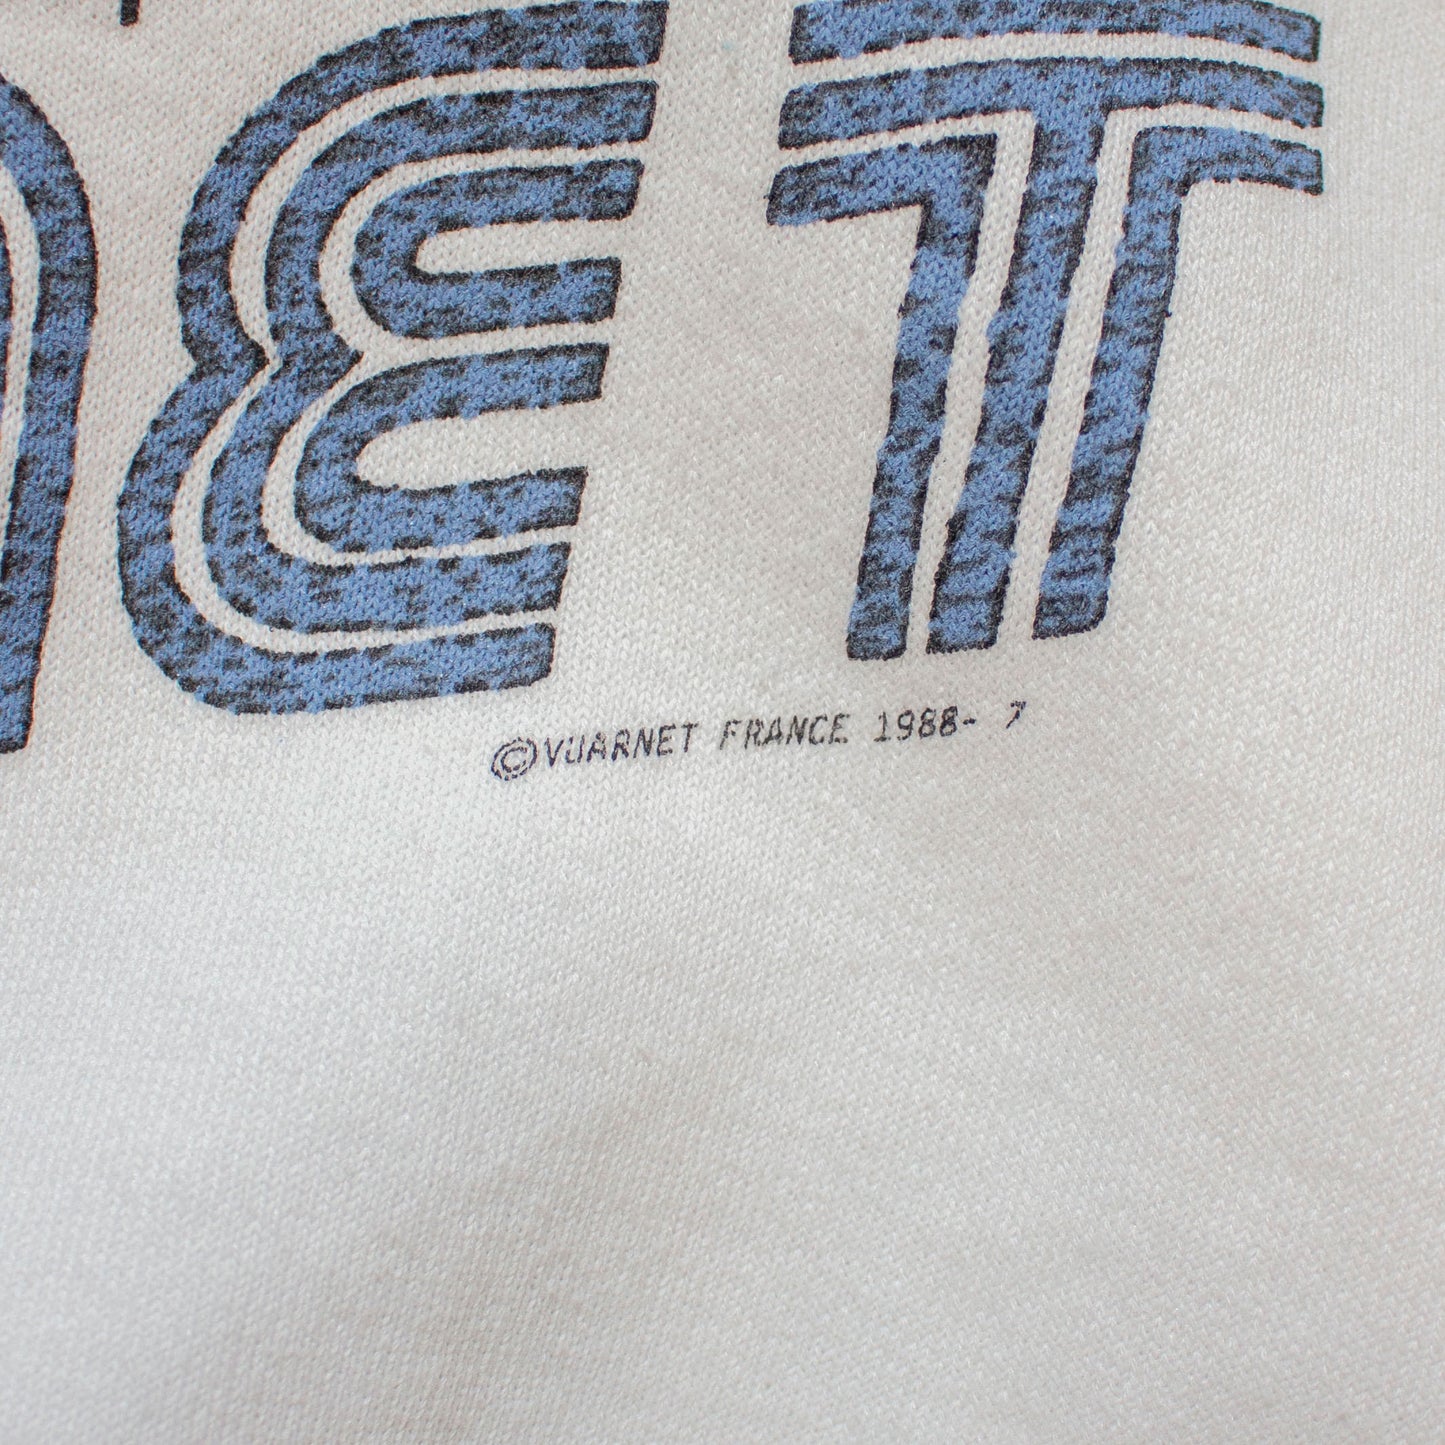 ET
©VUARNET FRANCE 1988- 7